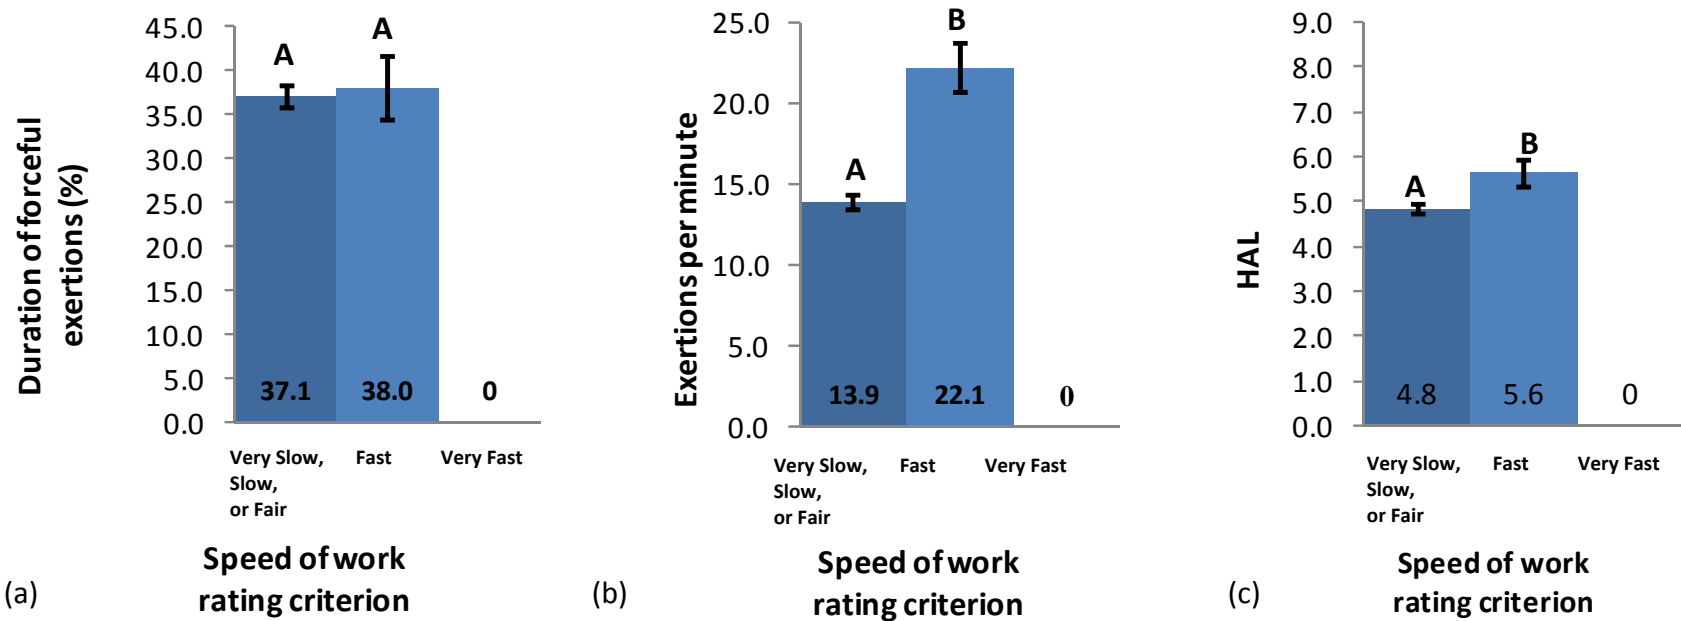 45.0
40.0
35.0
30.0
25.0
20.0
15.0
10.0
5.0
0.0
Duration of forceful
exertions (%)
A
A
37.1
38.0
0
Very Slow,
Slow,
or Fair
Fast
Very Fast
Speed of work
rating criterion
(a)
25.0
20.0
15.0
10.0
5.0
0.0
Exertions per minute
A
B
13.9
22.1
0
Very Slow,
Slow,
or Fair
Fast
Very Fast
Speed of work
rating criterion
(b)
9.0
8.0
7.0
6.0
5.0
4.0
3.0
2.0
1.0
0.0
HAL
A
B
4.8
5.6
0
Very Slow,
Slow,
or Fair
Fast
Very Fast
Speed of work
rating criterion
(c)